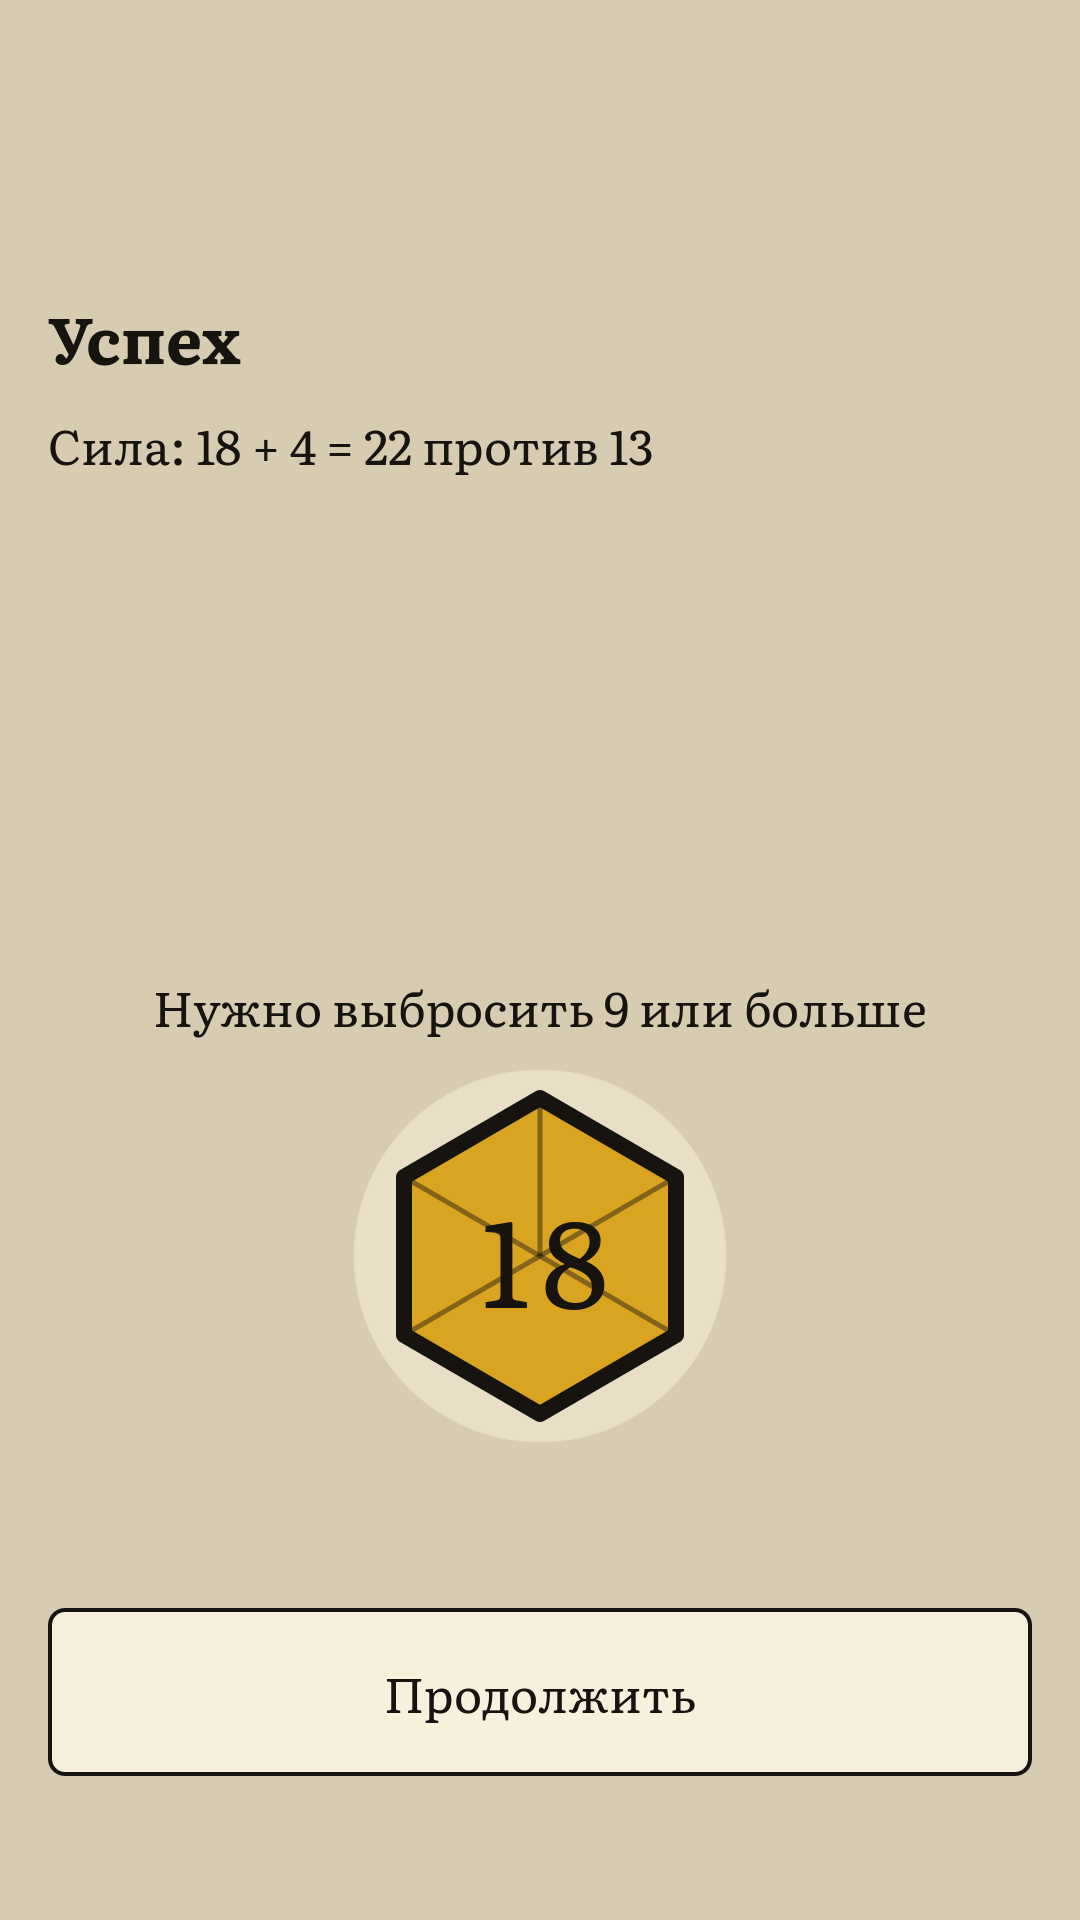 Успех
Сила: 18 + 4 = 22 против 13
Нужно выбросить 9 или больше
18
Продолжить